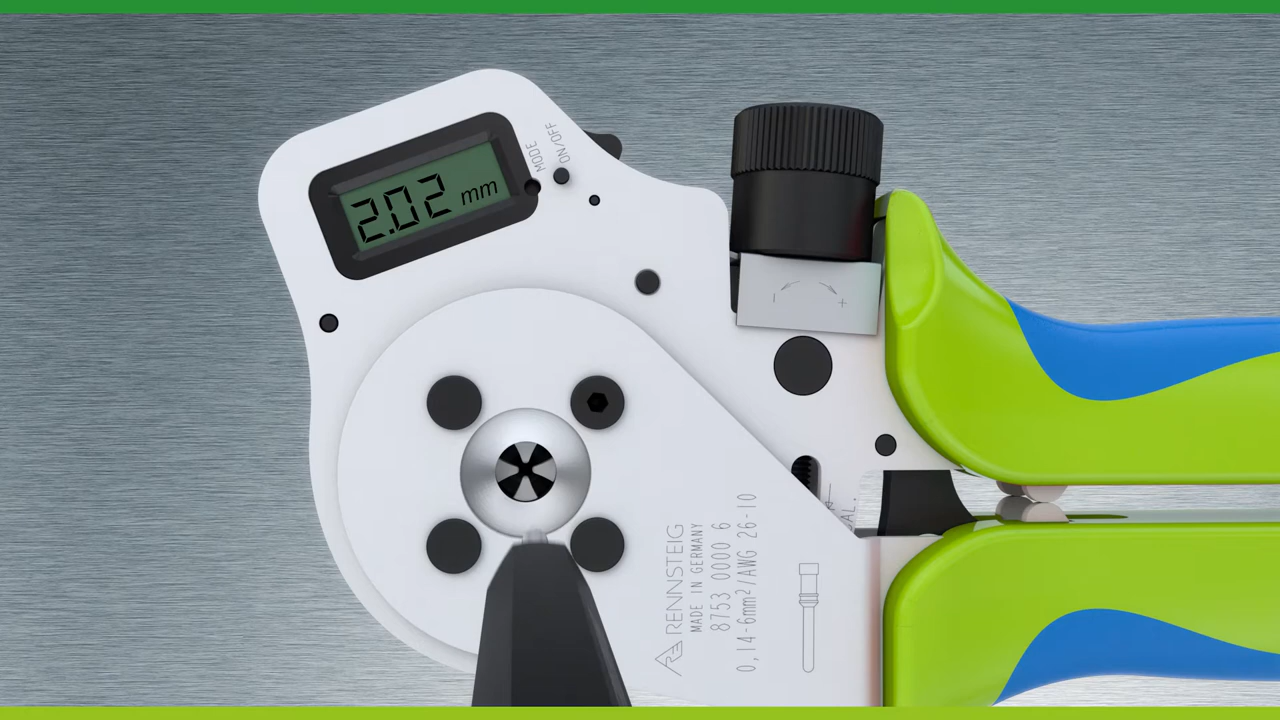 2.02 mm
MODE
ON/OFF
- +
RENNSTEIG
MADE IN GERMANY
8753 0000 6
0,14-6mm²/AWG 26-10